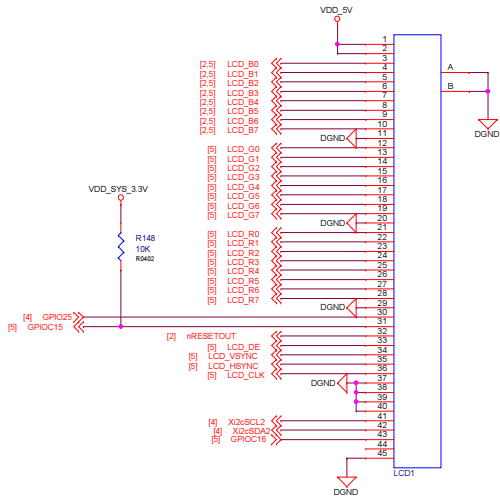 VDD_5V
1
2
[2,5] LCD_B0 3
[2,5] LCD_B1 4 A
[2,5] LCD_B2 5
[2,5] LCD_B3 6 B
[2,5] LCD_B4 7
[2,5] LCD_B5 8
[2,5] LCD_B6 9
[2,5] LCD_B7 10
DGND 11 DGND
[5] LCD_G0 12
[5] LCD_G1 13
[5] LCD_G2 14
[5] LCD_G3 15
[5] LCD_G4 16
VDD_SYS_3.3V [5] LCD_G5 17
[5] LCD_G6 18
[5] LCD_G7 19
DGND 20
[5] LCD_R0 21
R148 [5] LCD_R1 22
10K [5] LCD_R2 23
R0402 [5] LCD_R3 24
[5] LCD_R4 25
[5] LCD_R5 26
[5] LCD_R6 27
[5] LCD_R7 28
DGND 29
[4] GPIO25 30
[5] GPIOC15 31
[2] nRESETOUT 32
[5] LCD_DE 33
[5] LCD_VSYNC 34
[5] LCD_HSYNC 35
[5] LCD_CLK 36
DGND 37
38
39
40
[4] Xi2cSCL2 41
[4] Xi2cSDA2 42
[5] GPIOC16 43
44
45
LCD1
DGND